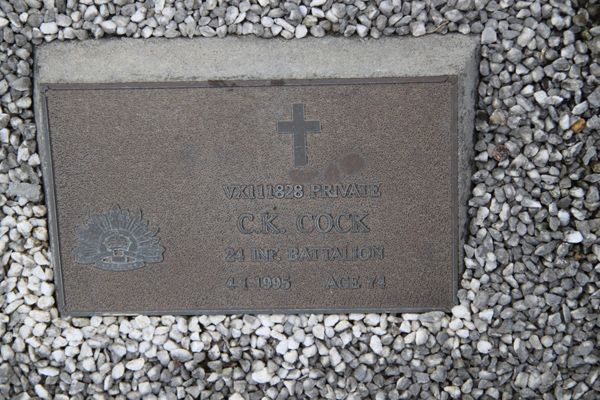 VX111828 PRIVATE
C.K. COCK
24 INF. BATTALION
4-1-1995 AGE 74